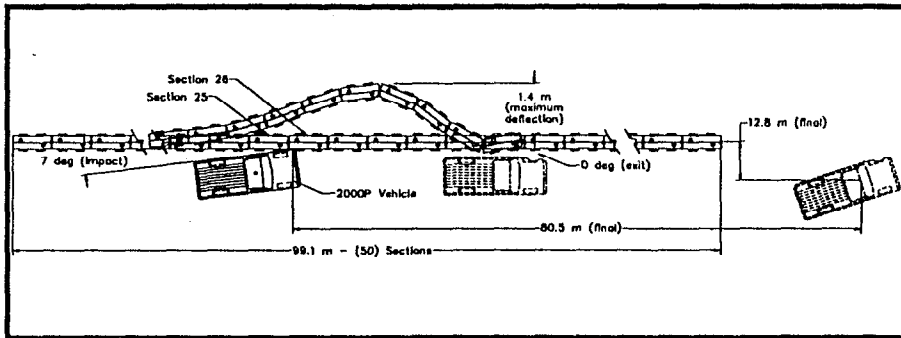 Section 26
Section 25
1.4 m
(maximum
deflection)
12.8 m (final)
7 deg (impact)
0 deg (exit)
2000P Vehicle
80.5 m (final)
99.1 m - (50) Sections